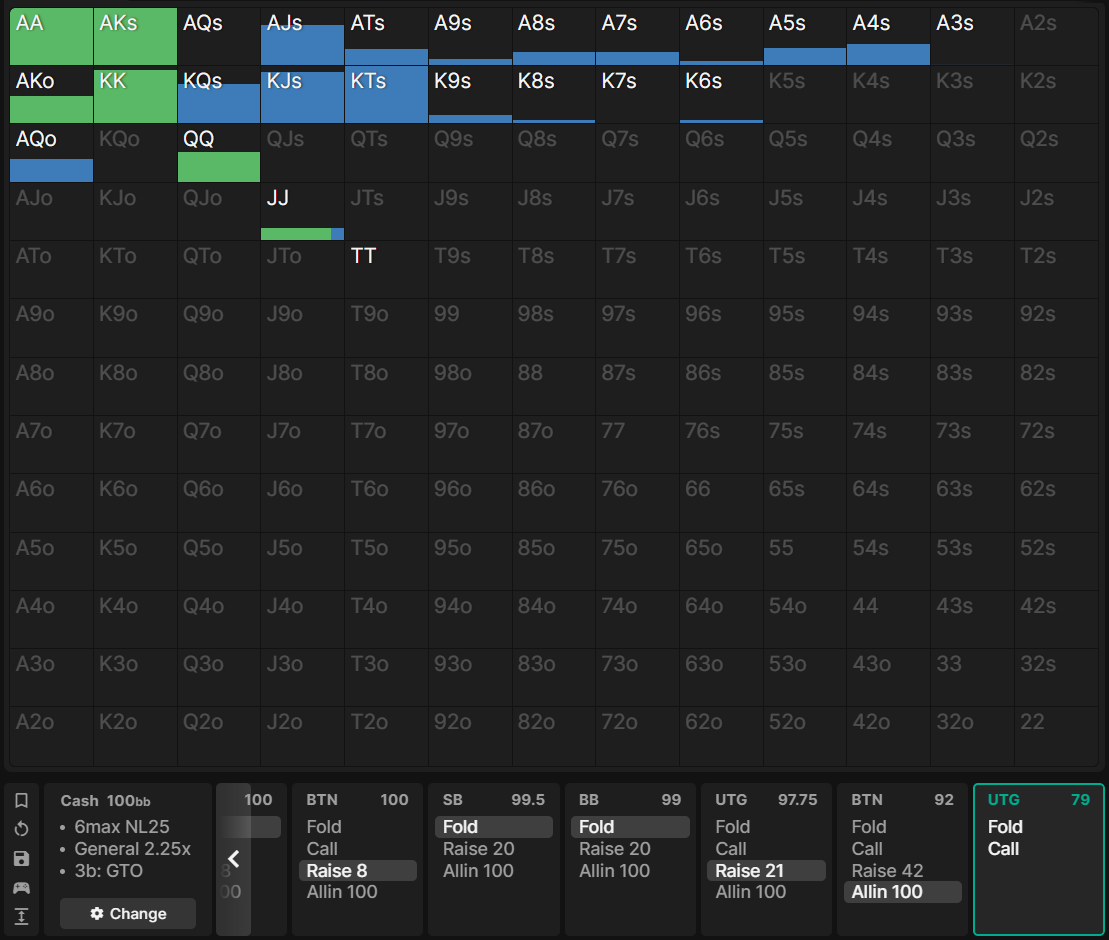 AA AKs AQs AJs ATs A9s A8s A7s A6s A5s A4s A3s A2s
AKo KK KQs KJs KTs K9s K8s K7s K6s K5s K4s K3s K2s
AQo KQo QQ QJs QTs Q9s Q8s Q7s Q6s Q5s Q4s Q3s Q2s
AJo KJo QJo JJ JTs J9s J8s J7s J6s J5s J4s J3s J2s
ATo KTo QTo JTo TT T9s T8s T7s T6s T5s T4s T3s T2s
A9o K9o Q9o J9o T9o 99 98s 97s 96s 95s 94s 93s 92s
A8o K8o Q8o J8o T8o 98o 88 87s 86s 85s 84s 83s 82s
A7o K7o Q7o J7o T7o 97o 87o 77 76s 75s 74s 73s 72s
A6o K6o Q6o J6o T6o 96o 86o 76o 66 65s 64s 63s 62s
A5o K5o Q5o J5o T5o 95o 85o 75o 65o 55 54s 53s 52s
A4o K4o Q4o J4o T4o 94o 84o 74o 64o 54o 44 43s 42s
A3o K3o Q3o J3o T3o 93o 83o 73o 63o 53o 43o 33 32s
A2o K2o Q2o J2o T2o 92o 82o 72o 62o 52o 42o 32o 22
Cash 100bb
• 6max NL25
• General 2.25x
• 3b: GTO
Change
100
8
00
BTN 100
Fold
Call
Raise 8
Allin 100
SB 99.5
Fold
Raise 20
Allin 100
BB 99
Fold
Raise 20
Allin 100
UTG 97.75
Fold
Call
Raise 21
Allin 100
BTN 92
Fold
Call
Raise 42
Allin 100
UTG 79
Fold
Call